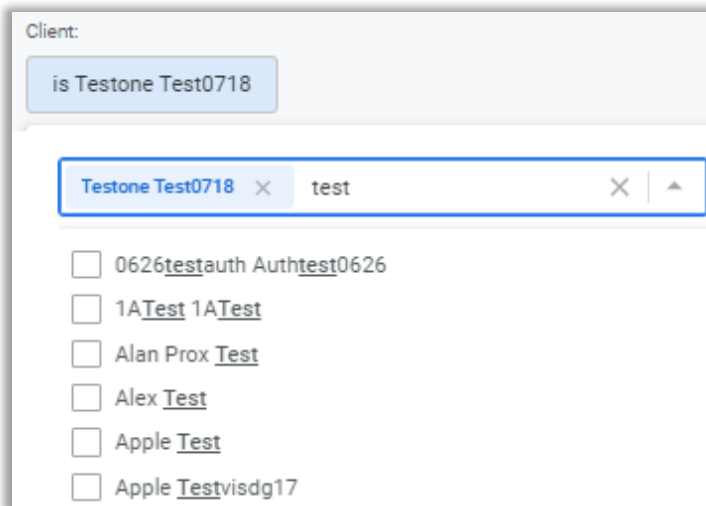 Client:
is Testone Test0718
Testone Test0718 test
0626testauth Authtest0626
1ATest 1ATest
Alan Prox Test
Alex Test
Apple Test
Apple Testvisdg17